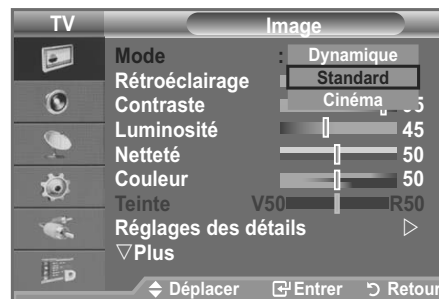 TV Image
Mode : Dynamique
Rétroéclairage Standard
Contraste Cinéma 5
Luminosité 45
Netteté 50
Couleur 50
Teinte V50 R50
Réglages des détails ▷
▽Plus
Déplacer Entrer Retour